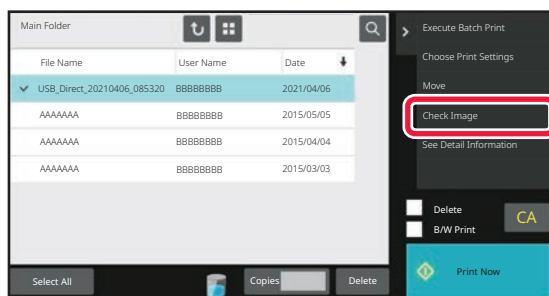 Main Folder
File Name User Name Date
USB_Direct_20210406_085320 BBBBBBBB 2021/04/06
AAAAAAA BBBBBBBB 2015/05/05
AAAAAAA BBBBBBBB 2015/04/04
AAAAAAA BBBBBBBB 2015/03/03
Select All Copies Delete
Execute Batch Print
Choose Print Settings
Move
Check Image
See Detail Information
Delete
B/W Print
CA
Print Now